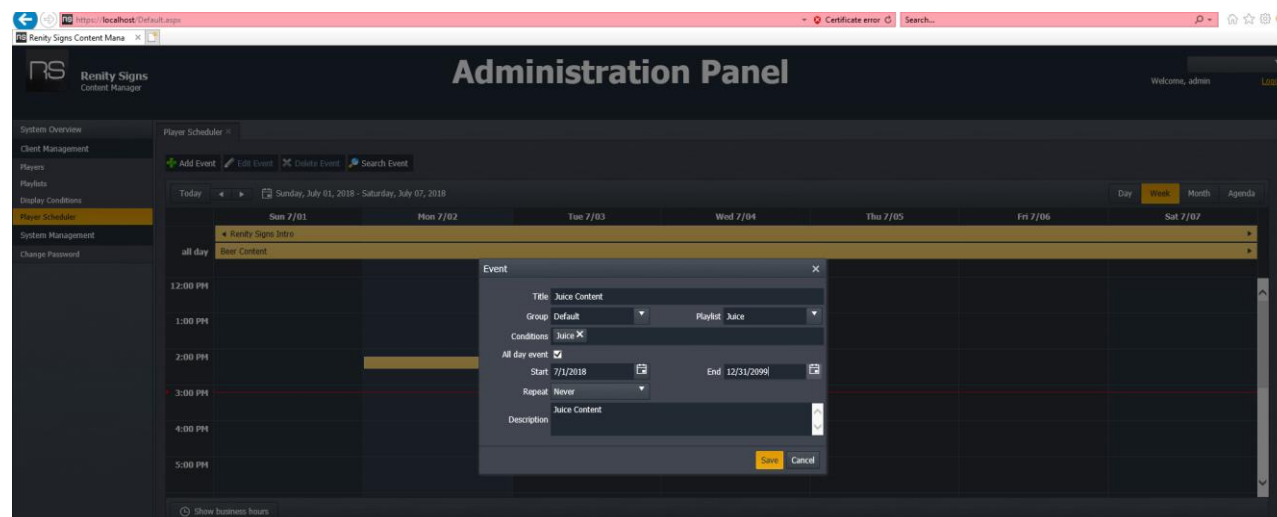 https://localhost/Default.aspx
Certificate error
Search...
Renity Signs Content Mana
RS
Renity Signs
Content Manager
Administration Panel
Welcome, admin
System Overview
Client Management
Players
Playlists
Display Conditions
Player Scheduler
System Management
Change Password
Player Scheduler
Add Event Edit Event Delete Event Search Event
Today Sunday, July 01, 2018 - Saturday, July 07, 2018 Day Week Month Agenda
Sun 7/01 Mon 7/02 Tue 7/03 Wed 7/04 Thu 7/05 Fri 7/06 Sat 7/07
Renity Signs Intro
all day Beer Content
12:00 PM
1:00 PM
2:00 PM
3:00 PM
4:00 PM
5:00 PM
Event
Title Juice Content
Group Default Playlist Juice
Conditions Juice
All day event
Start 7/1/2018 End 12/31/2099
Repeat Never
Description Juice Content
Save Cancel
Show business hours